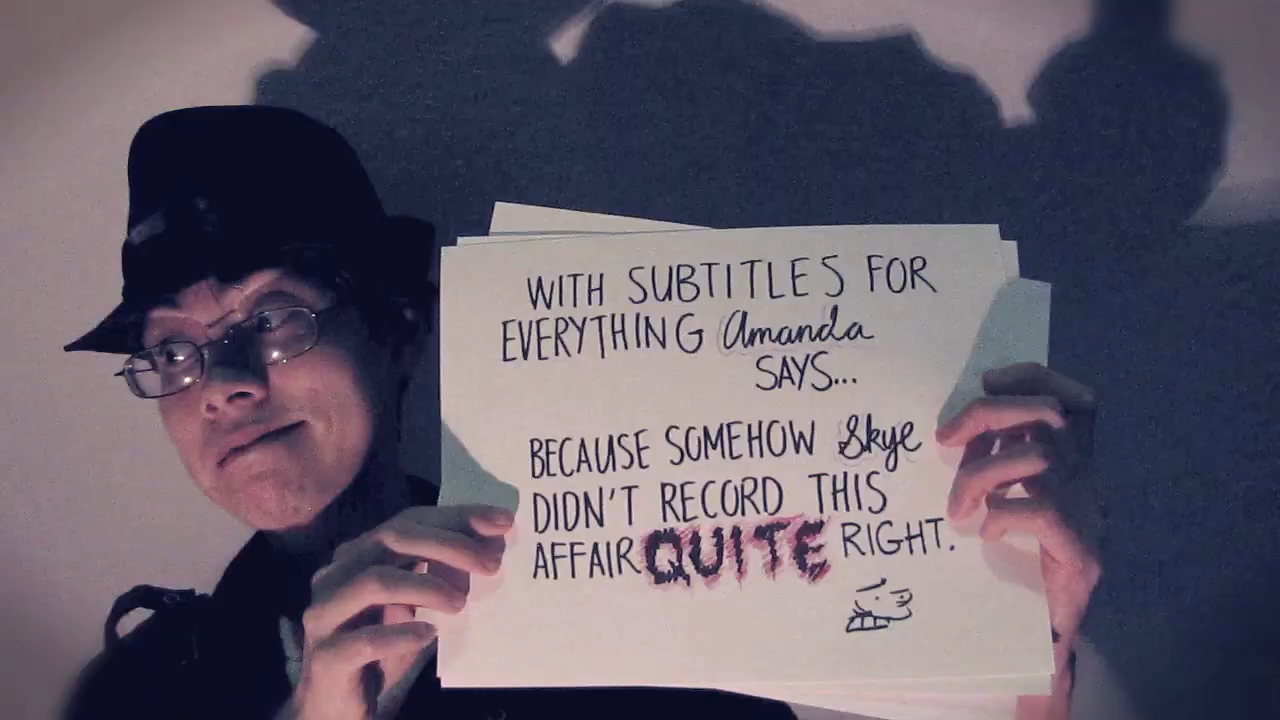 WITH SUBTITLES FOR
EVERYTHING Amanda
SAYS...
BECAUSE SOMEHOW Skye
DIDN'T RECORD THIS
AFFAIR QUITE RIGHT.